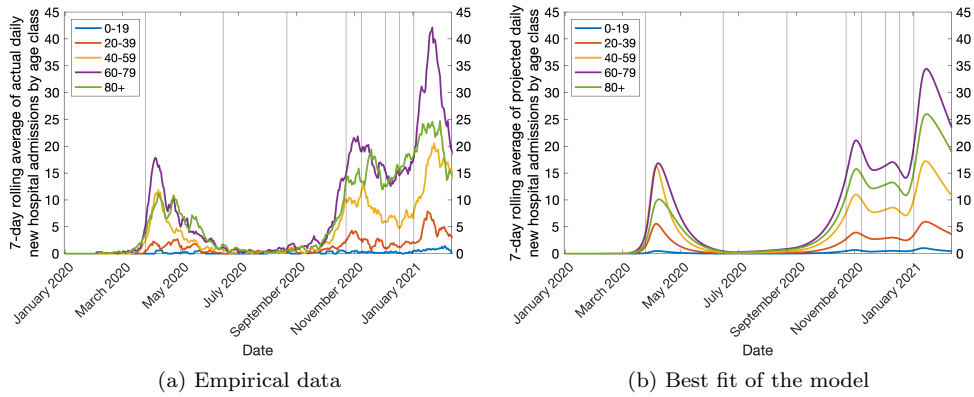 7-day rolling average of actual daily
new hospital admissions by age class
45
40
35
30
25
20
15
10
5
0
0-19
20-39
40-59
60-79
80+
45
40
35
30
25
20
15
10
5
0
January 2020
March 2020
May 2020
July 2020
September 2020
November 2020
January 2021
Date
(a) Empirical data
7-day rolling average of projected daily
new hospital admissions by age class
45
40
35
30
25
20
15
10
5
0
0-19
20-39
40-59
60-79
80+
45
40
35
30
25
20
15
10
5
0
January 2020
March 2020
May 2020
July 2020
September 2020
November 2020
January 2021
Date
(b) Best fit of the model